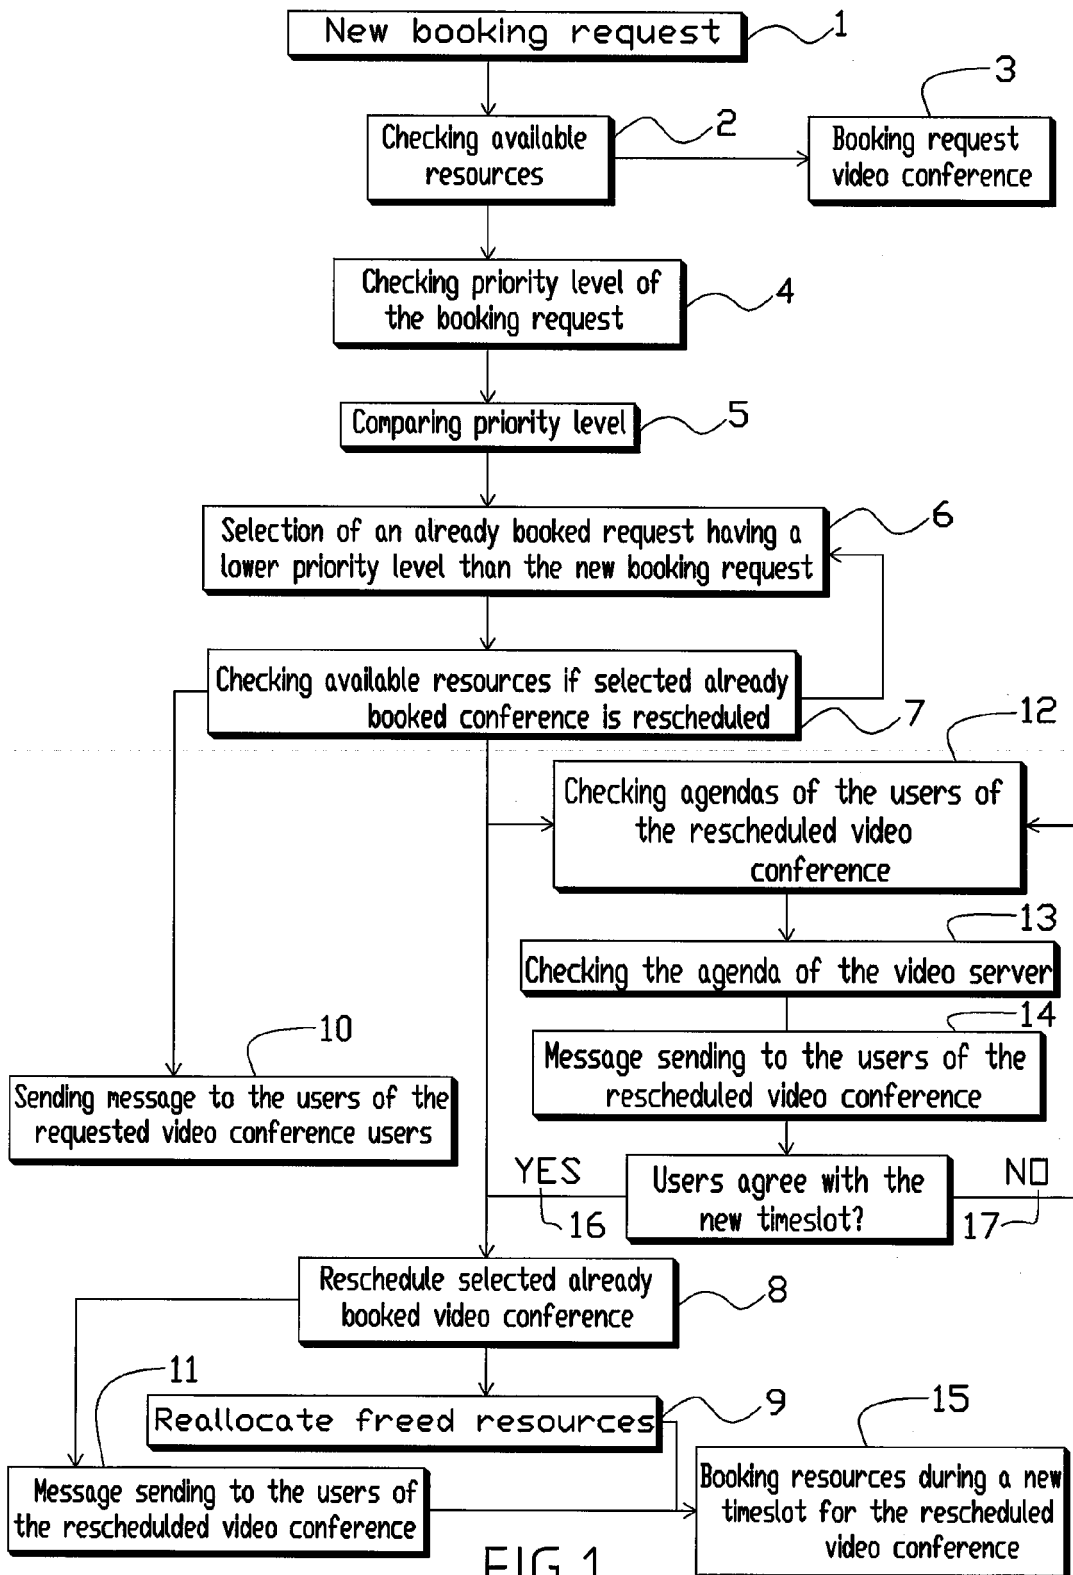 New booking request
1
Checking available
resources
2
3
Booking request
video conference
Checking priority level of
the booking request
4
Comparing priority level
5
Selection of an already booked request having a
lower priority level than the new booking request
6
Checking available resources if selected already
booked conference is rescheduled
7
12
Checking agendas of the users of
the rescheduled video
conference
13
Checking the agenda of the video server
14
Message sending to the users of the
rescheduled video conference
10
Sending message to the users of the
requested video conference users
YES
16
Users agree with the
new timeslot?
NO
17
Reschedule selected already
booked video conference
8
11
Reallocate freed resources
9
15
Message sending to the users of
the reschedulded video conference
Booking resources during a new
timeslot for the rescheduled
video conference
FIG 1